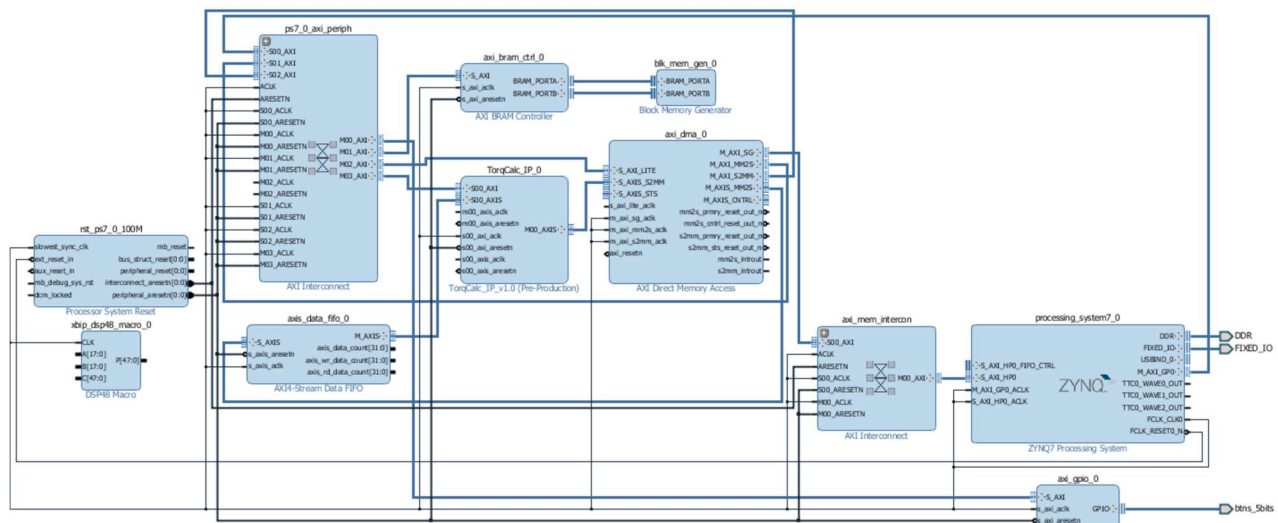 ps7_0_axi_periph
S00_AXI
S01_AXI
S02_AXI
ACLK
ARESETN
S00_ACLK
S00_ARESETN
M00_ACLK
M00_ARESETN
M01_ACLK
M01_ARESETN
M02_ACLK
M02_ARESETN
S01_ACLK
S01_ARESETN
S02_ACLK
S02_ARESETN
M03_ACLK
M03_ARESETN
M00_AXI
M01_AXI
M02_AXI
M03_AXI
AXI Interconnect
axi_bram_ctrl_0
S_AXI
s_axi_aclk
s_axi_aresetn
BRAM_PORTA
BRAM_PORTB
AXI BRAM Controller
blk_mem_gen_0
BRAM_PORTA
BRAM_PORTB
Block Memory Generator
axi_dma_0
S_AXI_LITE
S_AXIS_S2MM
S_AXIS_STS
s_axi_lite_aclk
m_axi_sg_aclk
m_axi_mm2s_aclk
m_axi_s2mm_aclk
axi_resetn
M_AXI_SG
M_AXI_MM2S
M_AXI_S2MM
M_AXIS_MM2S
M_AXIS_CNTRL
mm2s_prmry_reset_out_n
mm2s_cntrl_reset_out_n
s2mm_prmry_reset_out_n
s2mm_sts_reset_out_n
mm2s_introut
s2mm_introut
AXI Direct Memory Access
TorqCalc_IP_0
S00_AXI
S00_AXIS
m00_axis_aclk
m00_axis_aresetn
s00_axi_aclk
s00_axi_aresetn
s00_axis_aclk
s00_axis_aresetn
M00_AXIS
TorqCalc_IP_v1.0 (Pre-Production)
rst_ps7_0_100M
slowest_sync_clk
ext_reset_in
aux_reset_in
mb_debug_sys_rst
dcm_locked
mb_reset
bus_struct_reset[0:0]
peripheral_reset[0:0]
interconnect_aresetn[0:0]
peripheral_aresetn[0:0]
Processor System Reset
xbip_dsp48_macro_0
CLK
A[17:0]
B[17:0]
C[47:0]
P[47:0]
DSP48 Macro
axis_data_fifo_0
S_AXIS
s_axis_aresetn
s_axis_aclk
M_AXIS
axis_data_count[31:0]
axis_wr_data_count[31:0]
axis_rd_data_count[31:0]
AXI4-Stream Data FIFO
axi_mem_intercon
S00_AXI
ACLK
ARESETN
S00_ACLK
S00_ARESETN
M00_ACLK
M00_ARESETN
M00_AXI
AXI Interconnect
processing_system7_0
S_AXI_HP0_FIFO_CTRL
S_AXI_HP0
M_AXI_GP0_ACLK
S_AXI_HP0_ACLK
ZYNQ
DDR
FIXED_IO
USBIND_0
M_AXI_GP0
TTC0_WAVE0_OUT
TTC0_WAVE1_OUT
TTC0_WAVE2_OUT
FCLK_CLK0
FCLK_RESET0_N
ZYNQ7 Processing System
DDR
FIXED_IO
axi_gpio_0
S_AXI
s_axi_aclk
s_axi_aresetn
GPIO
btns_5bits